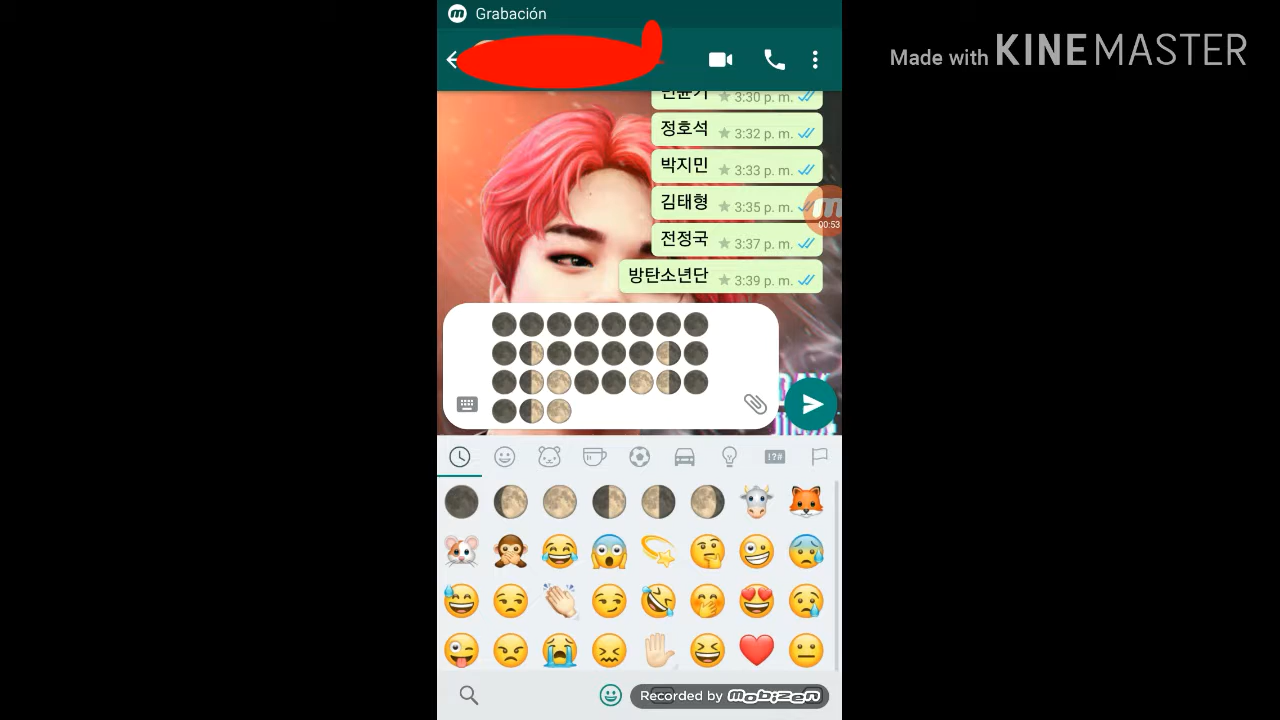 Grabación
Made with KINEMASTER
3:30 p. m.
정호석 3:32 p. m.
박지민 3:33 p. m.
김태형 3:35 p. m.
전정국 3:37 p. m.
방탄소년단 3:39 p. m.
00:53
!?#
Recorded by mobizen